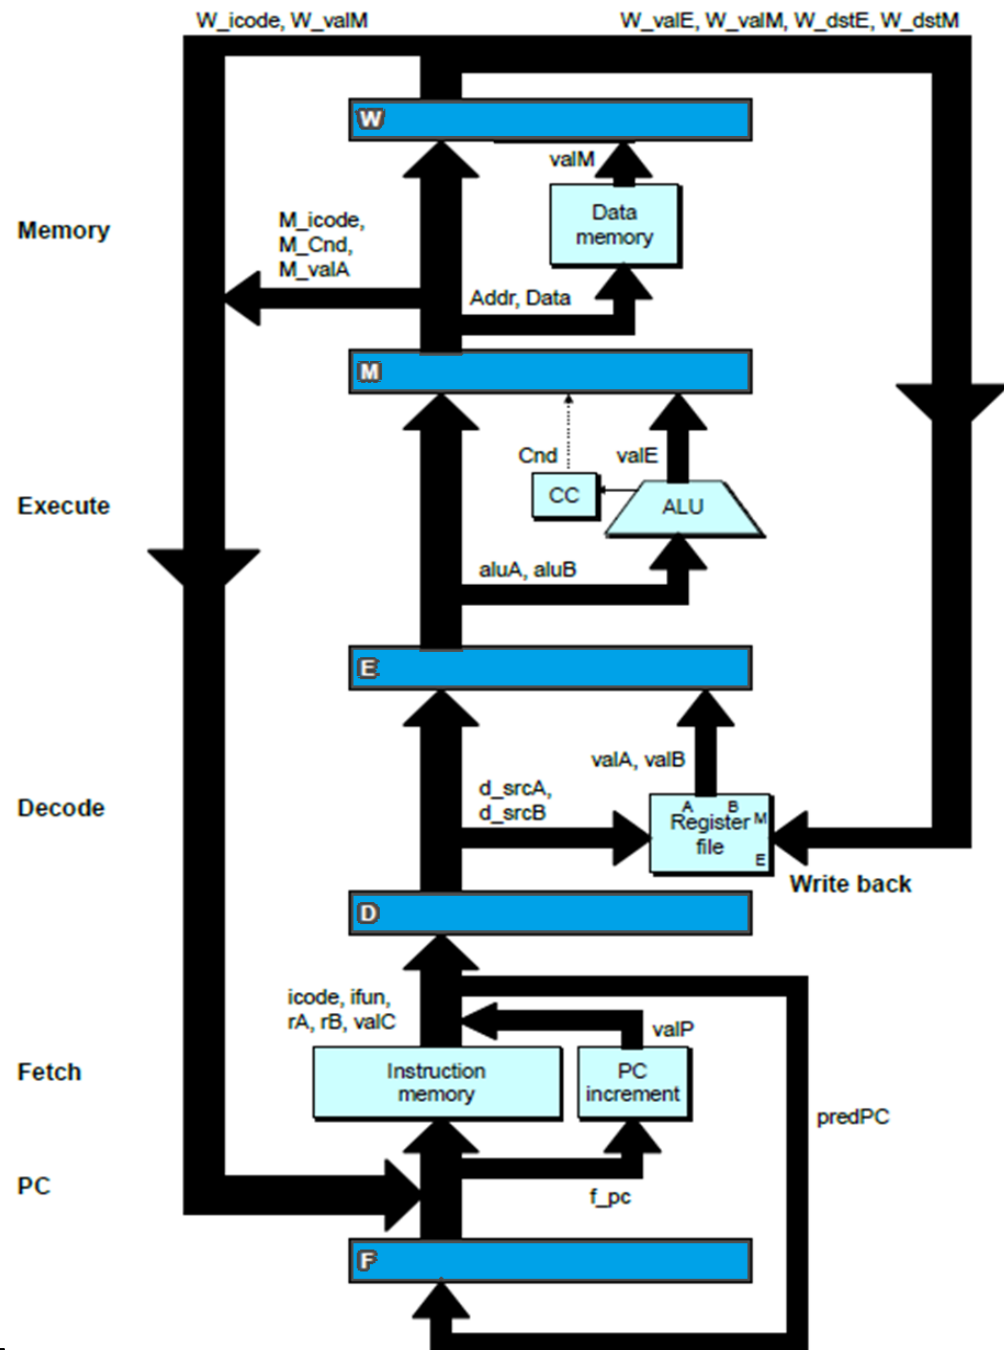 W_icode, W_valM
W_valE, W_valM, W_dstE, W_dstM
W
valM
Data
memory
Memory
M_icode,
M_Cnd,
M_valA
Addr, Data
M
Cnd
valE
CC
ALU
Execute
aluA, aluB
E
valA, valB
d_srcA,
d_srcB
Decode
A B
Register M
file
E
Write back
D
icode, ifun,
rA, rB, valC
valP
Fetch
Instruction
memory
PC
increment
predPC
PC
f_pc
F